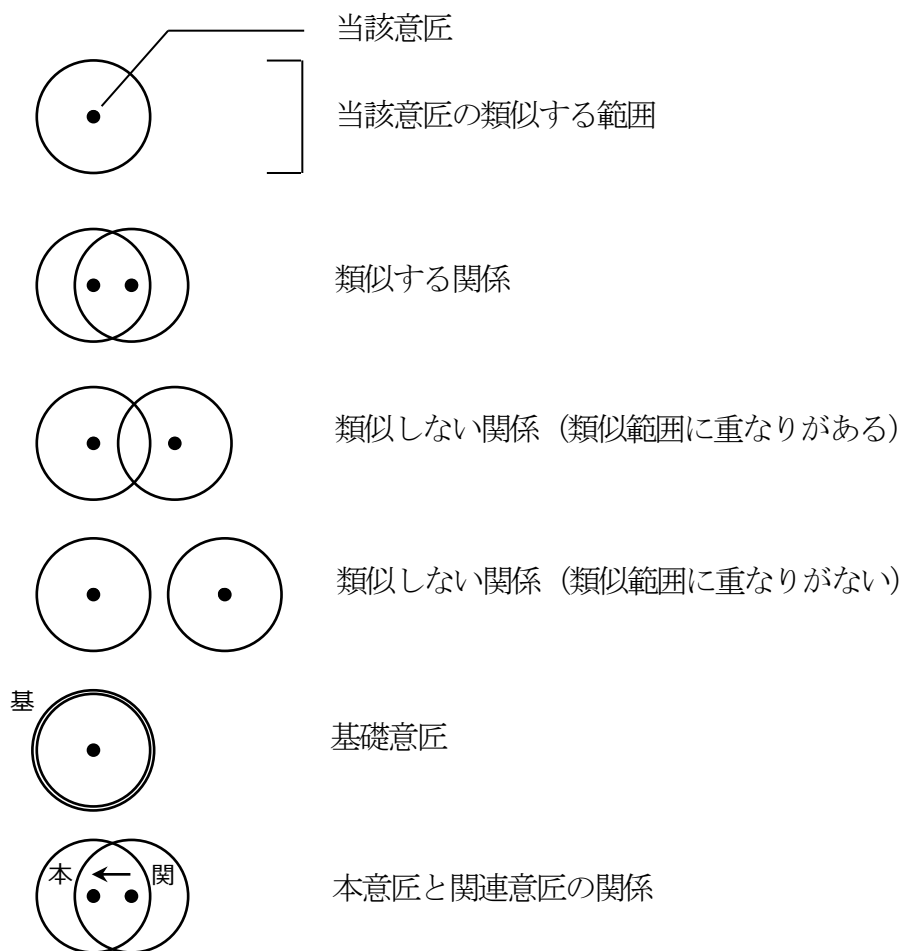 当該意匠
当該意匠の類似する範囲
類似する関係
類似しない関係（類似範囲に重なりがある）
類似しない関係（類似範囲に重なりがない）
基
基礎意匠
本 ← 関
本意匠と関連意匠の関係